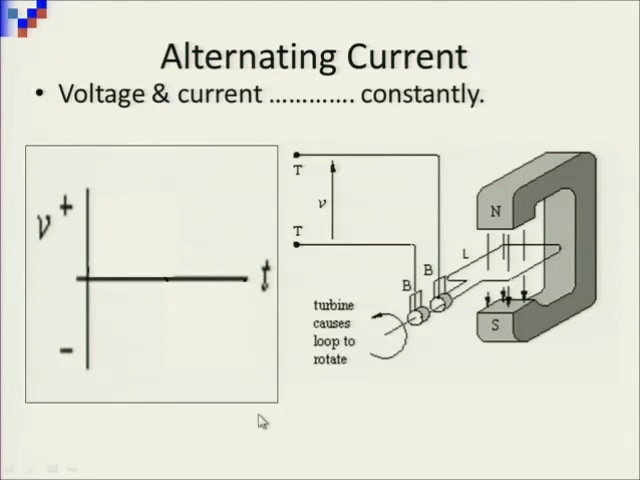 Alternating Current
• Voltage & current …………. constantly.
v
+
t
–
T
v
T
B
B
L
N
S
turbine
causes
loop to
rotate